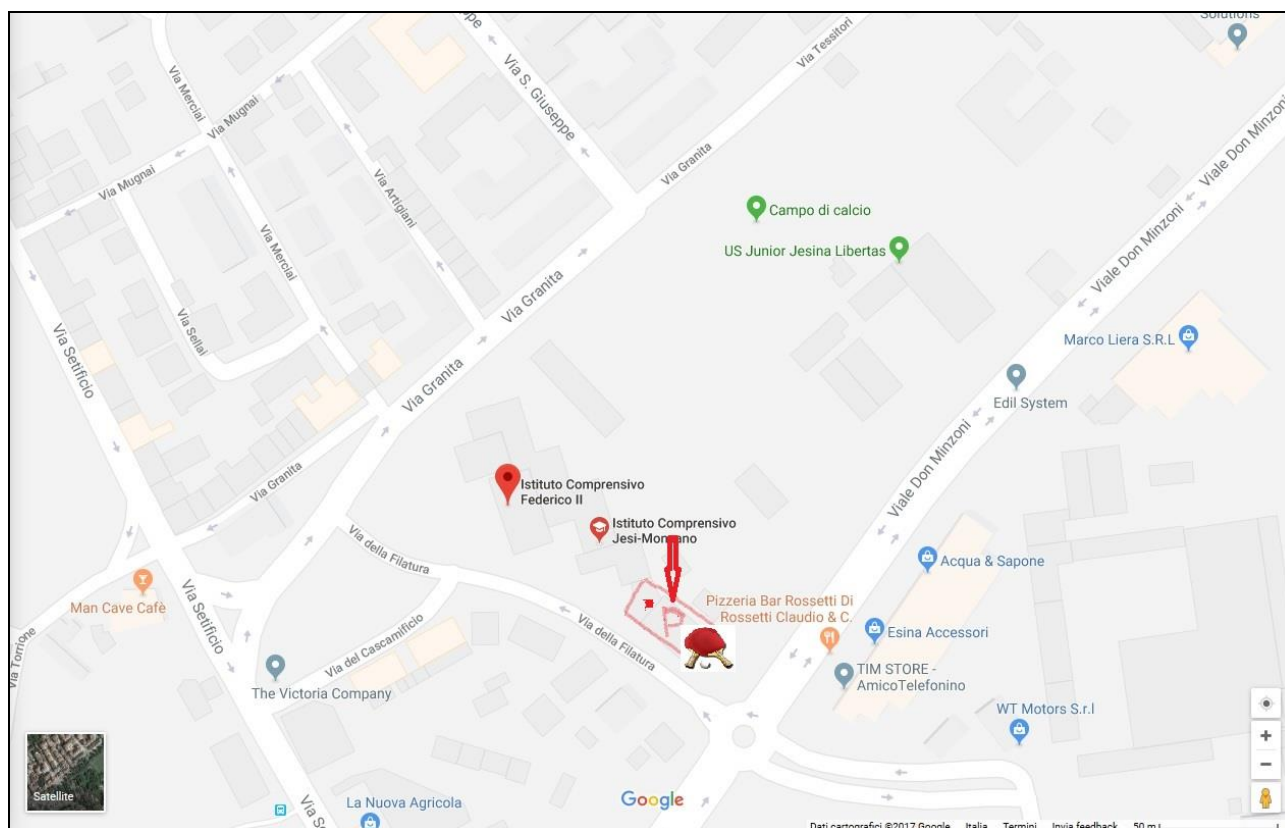 Solutions
Via Tessitori
Via Merciai
Via Mugnai
Via S. Giuseppe
Viale Don Minzoni
Via Mugnai
Via Artigiani
Via Granita
Campo di calcio
US Junior Jesina Libertas
Viale Don Minzoni
Via Merciai
Via Granita
Via Sellai
Via Setificio
Marco Liera S.R.L
Via Granita
Edil System
Viale Don Minzoni
Via Granita
Istituto Comprensivo
Federico II
Istituto Comprensivo
Via della Filatura
Acqua & Sapone
Man Cave Cafè
Via Setificio
Pizzeria Bar Rossetti Di
Rossetti Claudio & C.
P
Esina Accessori
Via Torrione
Via del Cascamificio
Via della Filatura
TIM STORE -
AmicoTelefonino
The Victoria Company
WT Motors S.r.l
Satellite
La Nuova Agricola
Google
Dati cartografici ©2017 Google Italia Termini Invia feedback 50 m